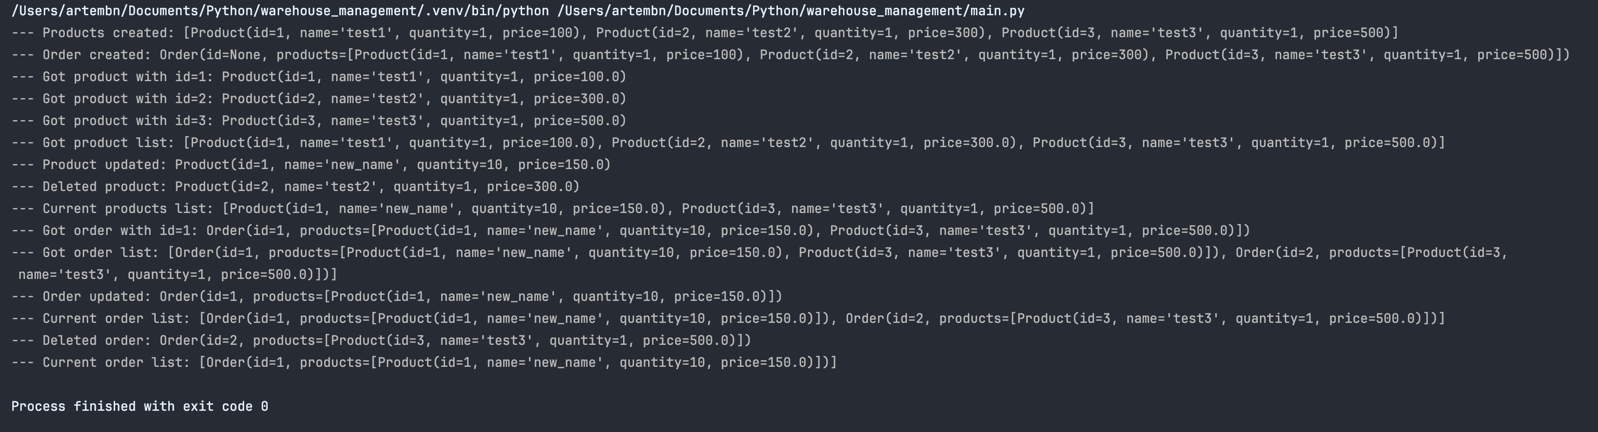 /Users/artembn/Documents/Python/warehouse_management/.venv/bin/python /Users/artembn/Documents/Python/warehouse_management/main.py
--- Products created: [Product(id=1, name='test1', quantity=1, price=100), Product(id=2, name='test2', quantity=1, price=300), Product(id=3, name='test3', quantity=1, price=500)]
--- Order created: Order(id=None, products=[Product(id=1, name='test1', quantity=1, price=100), Product(id=2, name='test2', quantity=1, price=300), Product(id=3, name='test3', quantity=1, price=500)])
--- Got product with id=1: Product(id=1, name='test1', quantity=1, price=100.0)
--- Got product with id=2: Product(id=2, name='test2', quantity=1, price=300.0)
--- Got product with id=3: Product(id=3, name='test3', quantity=1, price=500.0)
--- Got product list: [Product(id=1, name='test1', quantity=1, price=100.0), Product(id=2, name='test2', quantity=1, price=300.0), Product(id=3, name='test3', quantity=1, price=500.0)]
--- Product updated: Product(id=1, name='new_name', quantity=10, price=150.0)
--- Deleted product: Product(id=2, name='test2', quantity=1, price=300.0)
--- Current products list: [Product(id=1, name='new_name', quantity=10, price=150.0), Product(id=3, name='test3', quantity=1, price=500.0)]
--- Got order with id=1: Order(id=1, products=[Product(id=1, name='new_name', quantity=10, price=150.0), Product(id=3, name='test3', quantity=1, price=500.0)])
--- Got order list: [Order(id=1, products=[Product(id=1, name='new_name', quantity=10, price=150.0), Product(id=3, name='test3', quantity=1, price=500.0)]), Order(id=2, products=[Product(id=3,
name='test3', quantity=1, price=500.0)])]
--- Order updated: Order(id=1, products=[Product(id=1, name='new_name', quantity=10, price=150.0)])
--- Current order list: [Order(id=1, products=[Product(id=1, name='new_name', quantity=10, price=150.0)]), Order(id=2, products=[Product(id=3, name='test3', quantity=1, price=500.0)])]
--- Deleted order: Order(id=2, products=[Product(id=3, name='test3', quantity=1, price=500.0)])
--- Current order list: [Order(id=1, products=[Product(id=1, name='new_name', quantity=10, price=150.0)])]
Process finished with exit code 0